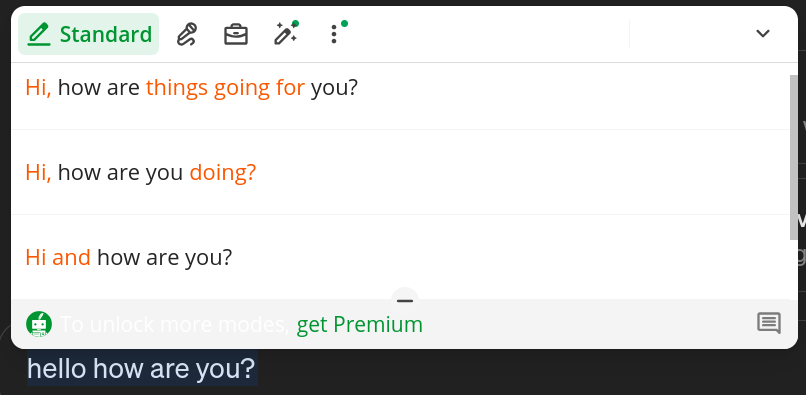 Standard
Hi, how are things going for you?
Hi, how are you doing?
Hi and how are you?
To unlock more modes, get Premium
hello how are you?